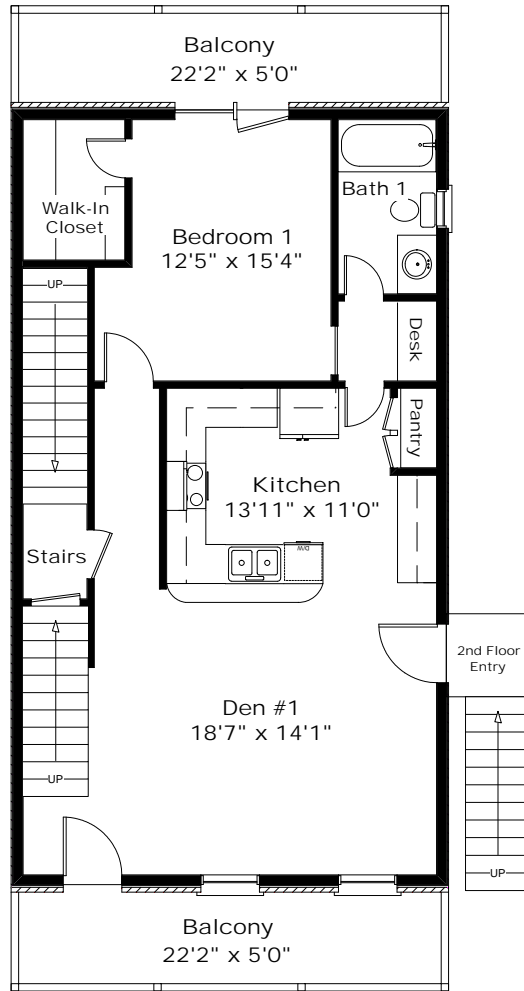 Balcony
22'2" x 5'0"
Bath 1
Walk-In
Closet
Bedroom 1
12'5" x 15'4"
UP
Desk
Pantry
Kitchen
13'11" x 11'0"
D/W
Stairs
2nd Floor
Entry
Den #1
18'7" x 14'1"
UP
UP
Balcony
22'2" x 5'0"